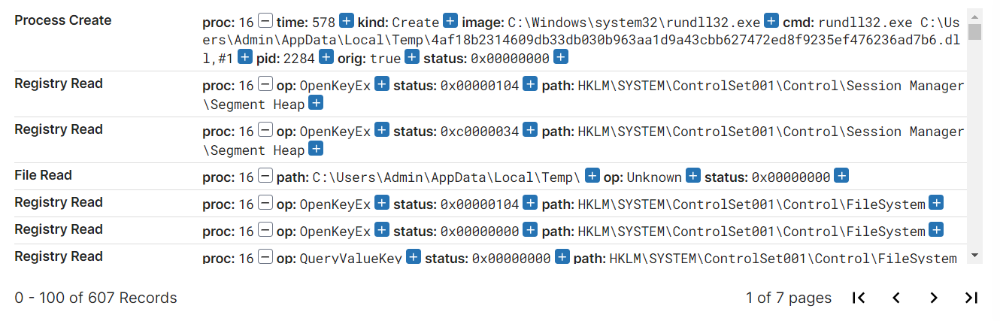 Process Create proc: 16 time: 578 kind: Create image: C:\Windows\system32\rundll32.exe cmd: rundll32.exe C:\Us
ers\Admin\AppData\Local\Temp\4af18b2314609db33db030b963aa1d9a43cbb627472ed8f9235ef476236ad7b6.dl
l,#1 pid: 2284 orig: true status: 0x00000000
Registry Read proc: 16 op: OpenKeyEx status: 0x00000104 path: HKLM\SYSTEM\ControlSet001\Control\Session Manager
\Segment Heap
Registry Read proc: 16 op: OpenKeyEx status: 0xc0000034 path: HKLM\SYSTEM\ControlSet001\Control\Session Manager
\Segment Heap
File Read proc: 16 path: C:\Users\Admin\AppData\Local\Temp\ op: Unknown status: 0x00000000
Registry Read proc: 16 op: OpenKeyEx status: 0x00000104 path: HKLM\SYSTEM\ControlSet001\Control\FileSystem
Registry Read proc: 16 op: OpenKeyEx status: 0x00000000 path: HKLM\SYSTEM\ControlSet001\Control\FileSystem
Registry Read proc: 16 op: QueryValueKey status: 0x00000000 path: HKLM\SYSTEM\ControlSet001\Control\FileSystem
0 - 100 of 607 Records 1 of 7 pages